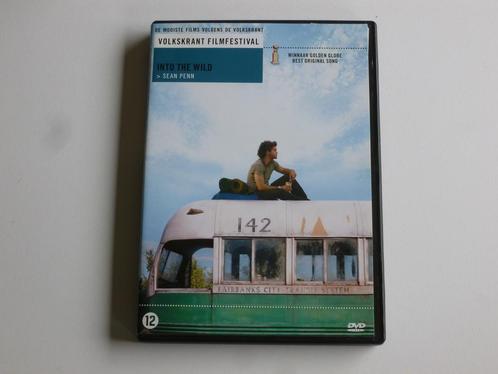 DE MOOISTE FILMS VOLGENS DE VOLKSKRANT
VOLKSKRANT FILMFESTIVAL
WINNAAR GOLDEN GLOBE
BEST ORIGINAL SONG
INTO THE WILD
> SEAN PENN
142
FAIRBANKS CITY TRANSIT SYSTEM
12
DVD